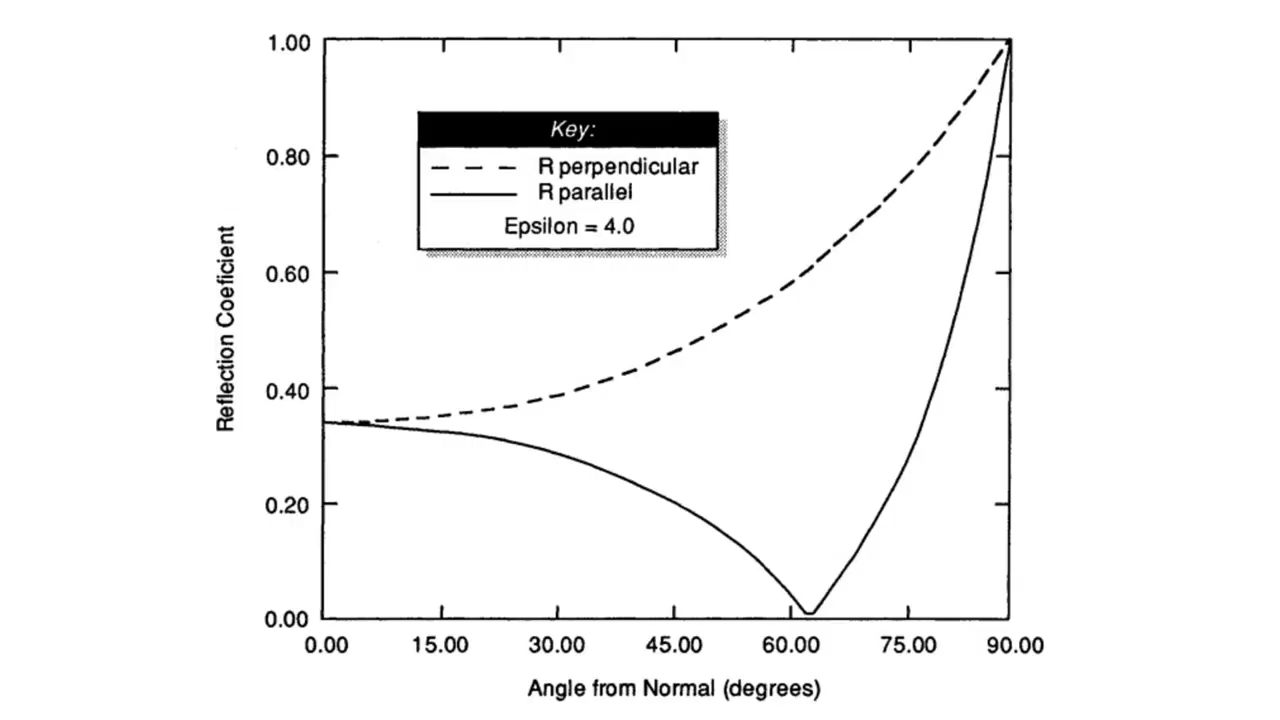 1.00
0.80
0.60
0.40
0.20
0.00
Reflection Coeficient
Key:
R perpendicular
R parallel
Epsilon = 4.0
0.00 15.00 30.00 45.00 60.00 75.00 90.00
Angle from Normal (degrees)